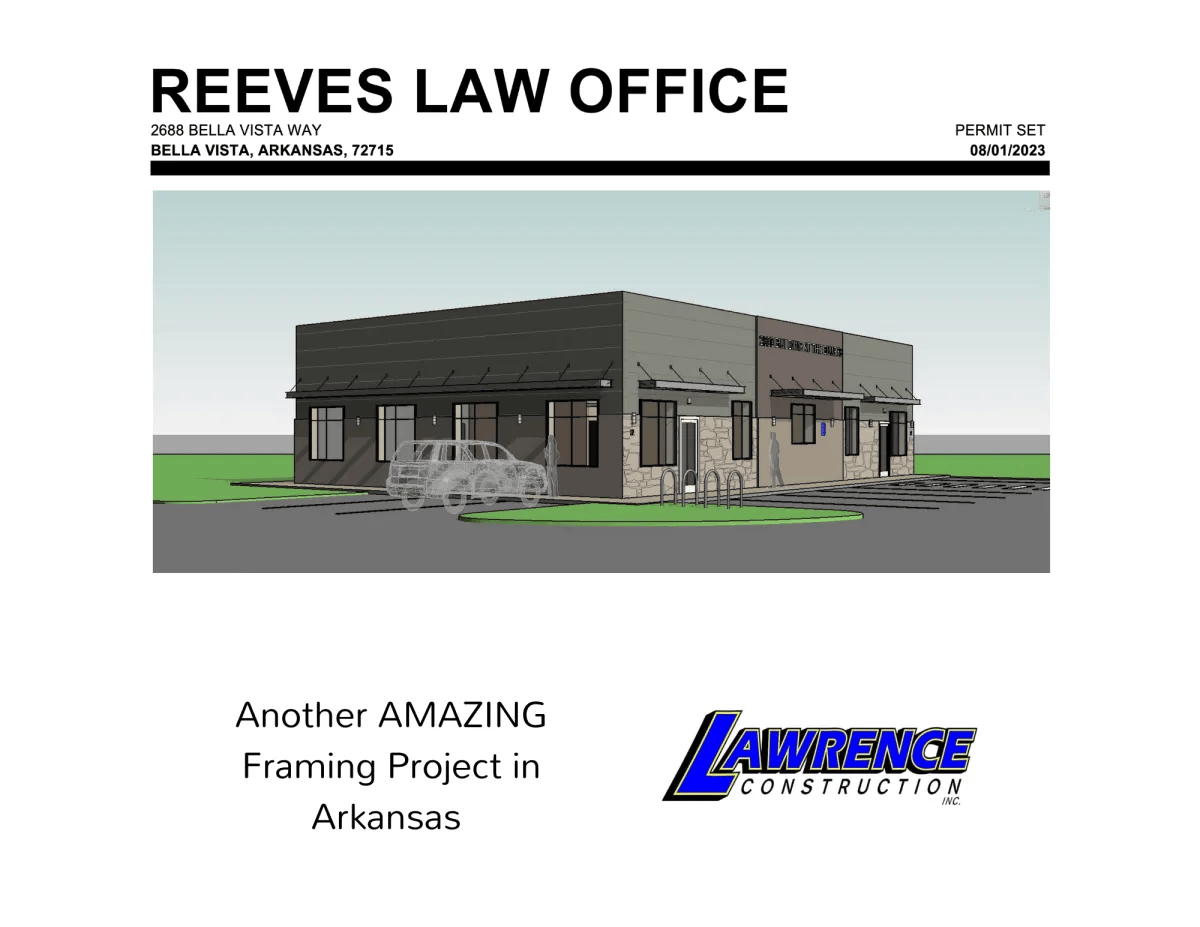 REEVES LAW OFFICE
2688 BELLA VISTA WAY
PERMIT SET
BELLA VISTA, ARKANSAS, 72715
08/01/2023
Another AMAZING
Framing Project in
Arkansas
LAWRENCE
CONSTRUCTION
INC.